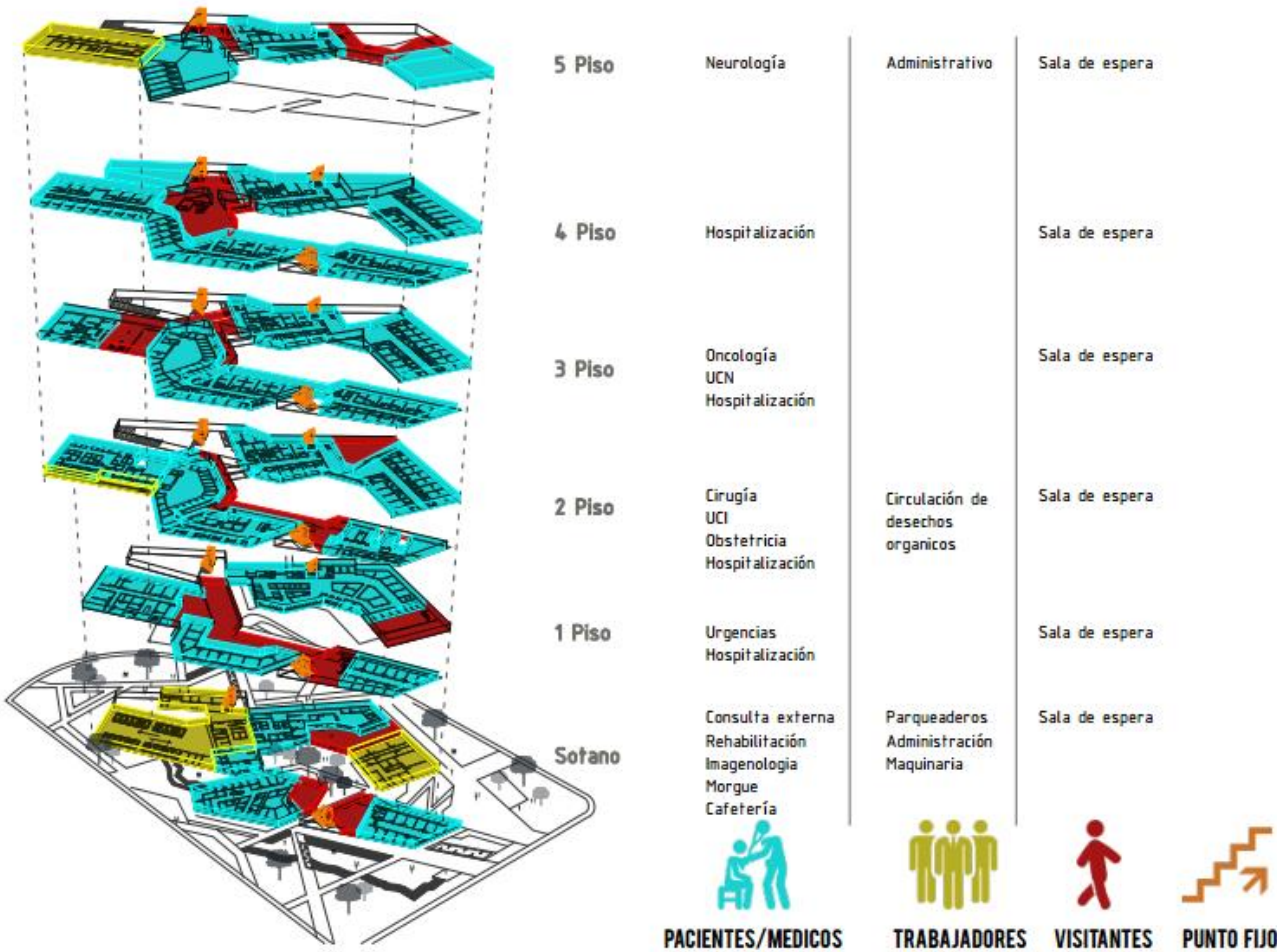 5 Piso
Neurología
Administrativo
Sala de espera
4 Piso
Hospitalización
Sala de espera
3 Piso
Oncología
UCN
Hospitalización
Sala de espera
2 Piso
Cirugía
UCI
Obstetricia
Hospitalización
Circulación de
desechos
organicos
Sala de espera
1 Piso
Urgencias
Hospitalización
Sala de espera
Sotano
Consulta externa
Rehabilitación
Imagenologia
Morgue
Cafetería
Parqueaderos
Administración
Maquinaria
Sala de espera
PACIENTES/MEDICOS
TRABAJADORES
VISITANTES
PUNTO FIJO